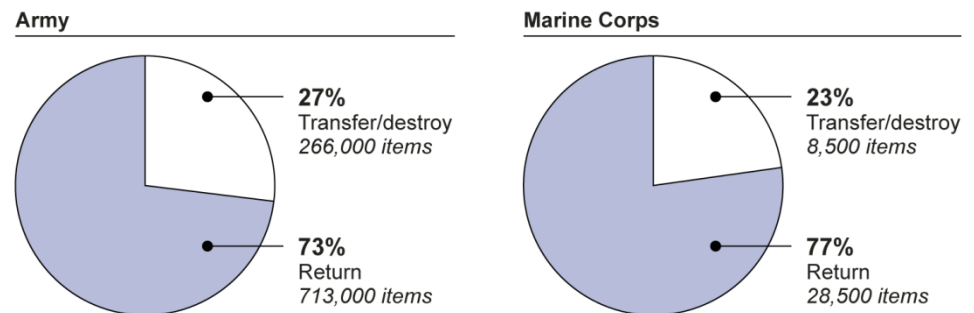 Army
27%
Transfer/destroy
266,000 items
73%
Return
713,000 items
Marine Corps
23%
Transfer/destroy
8,500 items
77%
Return
28,500 items